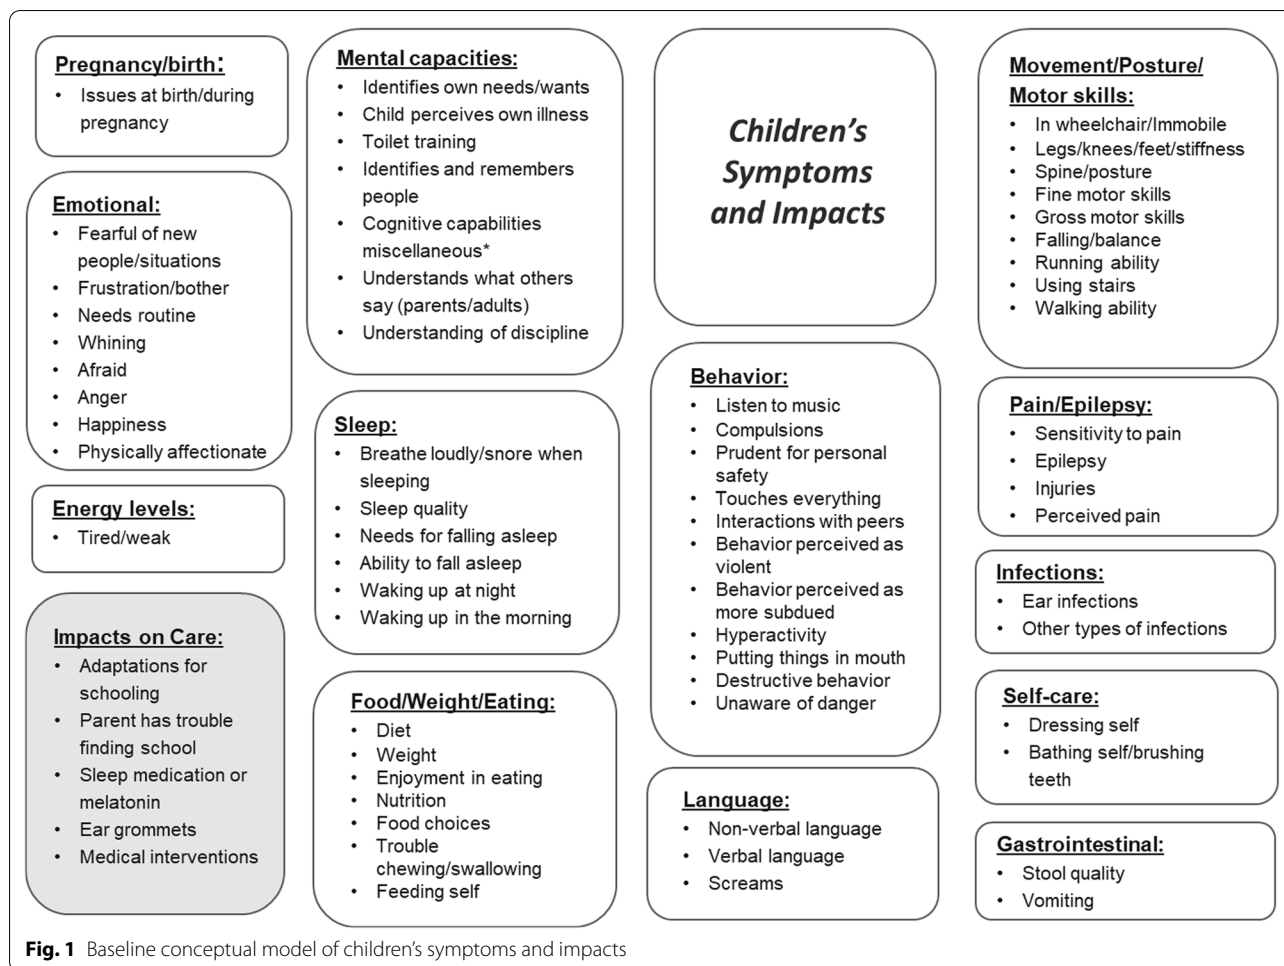 Pregnancy/birth:
• Issues at birth/during
pregnancy
Emotional:
• Fearful of new
people/situations
• Frustration/bother
• Needs routine
• Whining
• Afraid
• Anger
• Happiness
• Physically affectionate
Energy levels:
• Tired/weak
Impacts on Care:
• Adaptations for
schooling
• Parent has trouble
finding school
• Sleep medication or
melatonin
• Ear grommets
• Medical interventions
Mental capacities:
• Identifies own needs/wants
• Child perceives own illness
• Toilet training
• Identifies and remembers
people
• Cognitive capabilities
miscellaneous*
• Understands what others
say (parents/adults)
• Understanding of discipline
Sleep:
• Breathe loudly/snore when
sleeping
• Sleep quality
• Needs for falling asleep
• Ability to fall asleep
• Waking up at night
• Waking up in the morning
Food/Weight/Eating:
• Diet
• Weight
• Enjoyment in eating
• Nutrition
• Food choices
• Trouble
chewing/swallowing
• Feeding self
Children's
Symptoms
and Impacts
Behavior:
• Listen to music
• Compulsions
• Prudent for personal
safety
• Touches everything
• Interactions with peers
• Behavior perceived as
violent
• Behavior perceived as
more subdued
• Hyperactivity
• Putting things in mouth
• Destructive behavior
• Unaware of danger
Language:
• Non-verbal language
• Verbal language
• Screams
Movement/Posture/
Motor skills:
• In wheelchair/Immobile
• Legs/knees/feet/stiffness
• Spine/posture
• Fine motor skills
• Gross motor skills
• Falling/balance
• Running ability
• Using stairs
• Walking ability
Pain/Epilepsy:
• Sensitivity to pain
• Epilepsy
• Injuries
• Perceived pain
Infections:
• Ear infections
• Other types of infections
Self-care:
• Dressing self
• Bathing self/brushing
teeth
Gastrointestinal:
• Stool quality
• Vomiting
Fig. 1 Baseline conceptual model of children's symptoms and impacts